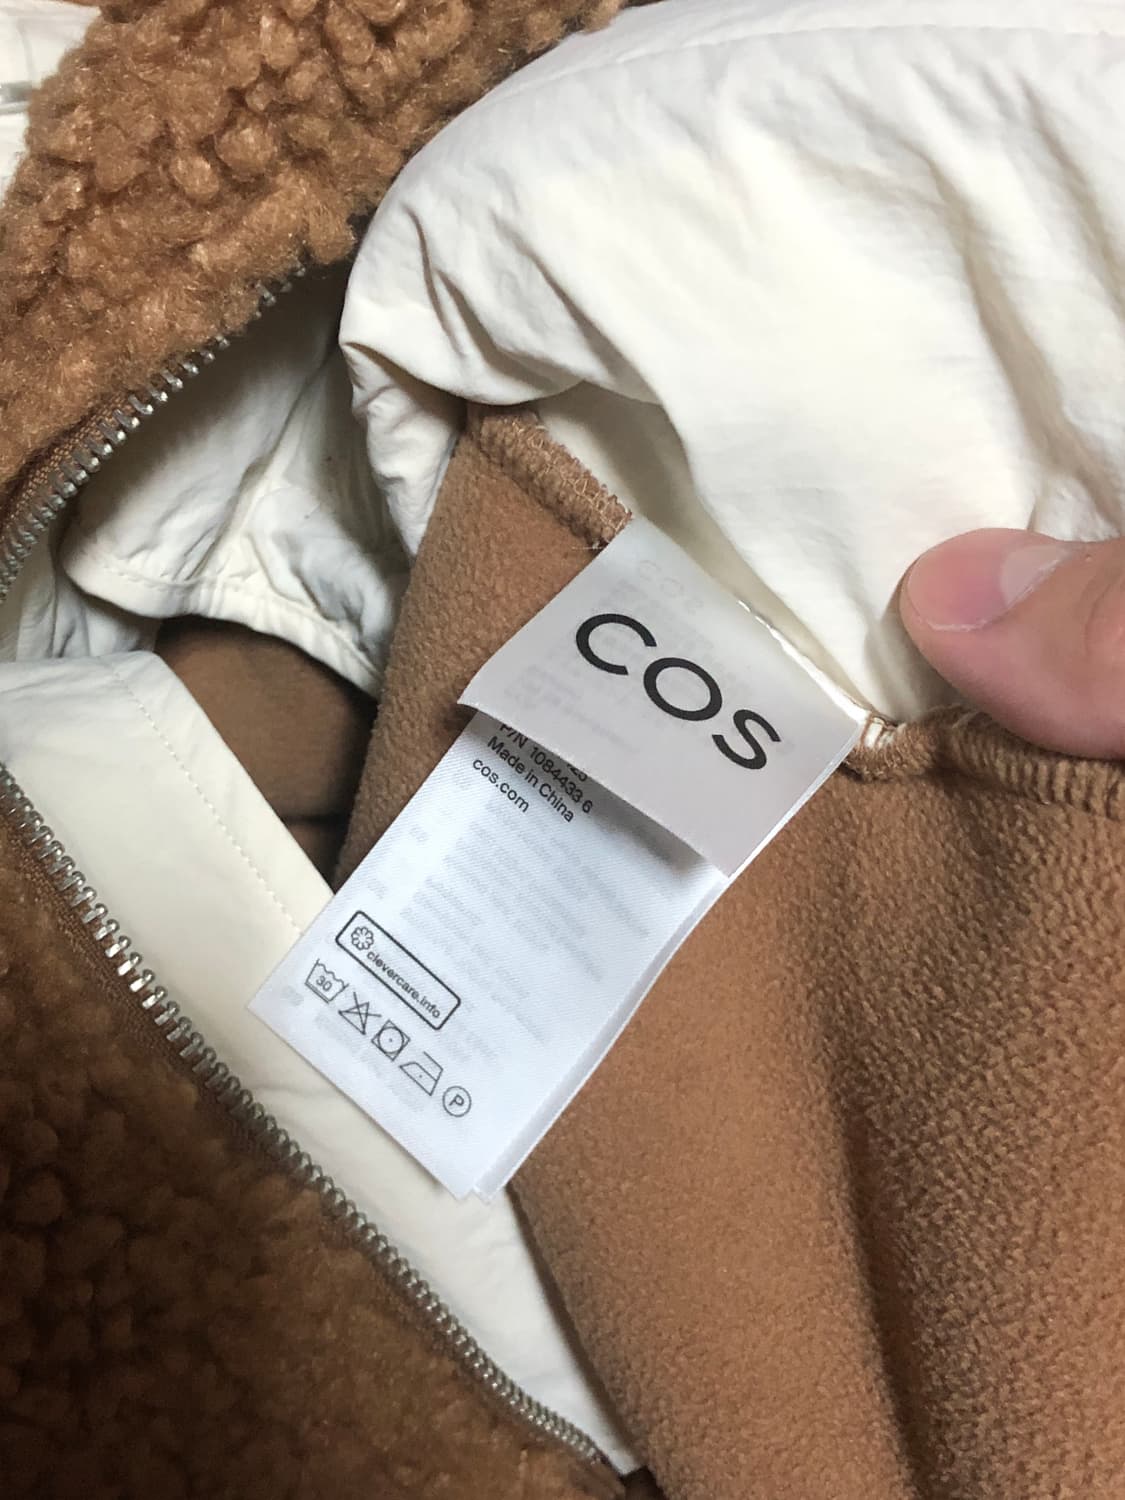 COS
P/N 1084433 6
Made in China
cos.com
clevercare.info
30
P